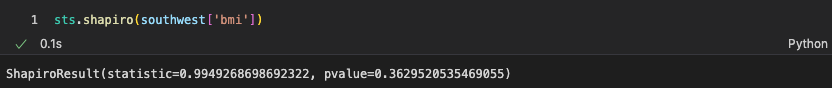 1 sts.shapiro(southwest['bmi'])
✓ 0.1s Python
ShapiroResult(statistic=0.9949268698692322, pvalue=0.3629520535469055)